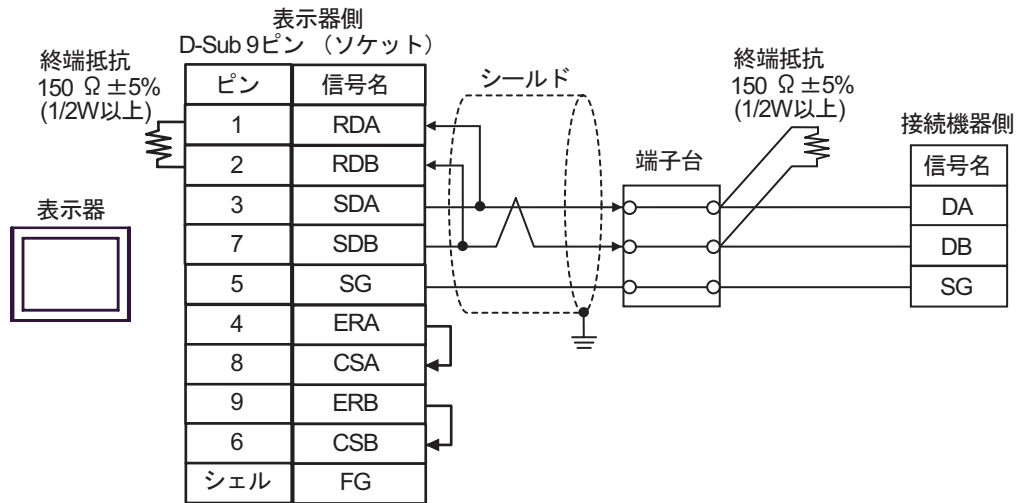 表示器側
D-Sub 9ピン （ソケット）
終端抵抗
150 Ω ±5%
(1/2W以上)
ピン 信号名
1 RDA
2 RDB
3 SDA
7 SDB
5 SG
4 ERA
8 CSA
9 ERB
6 CSB
シェル FG
表示器
シールド
端子台
終端抵抗
150 Ω ±5%
(1/2W以上)
接続機器側
信号名
DA
DB
SG